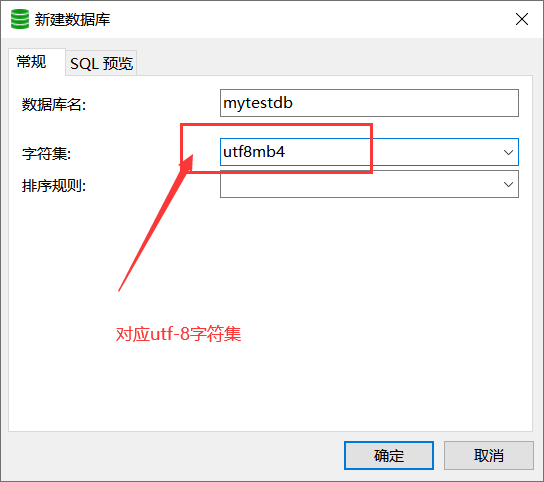 新建数据库
常规
SQL 预览
数据库名:
mytestdb
字符集:
utf8mb4
排序规则:
对应utf-8字符集
确定
取消